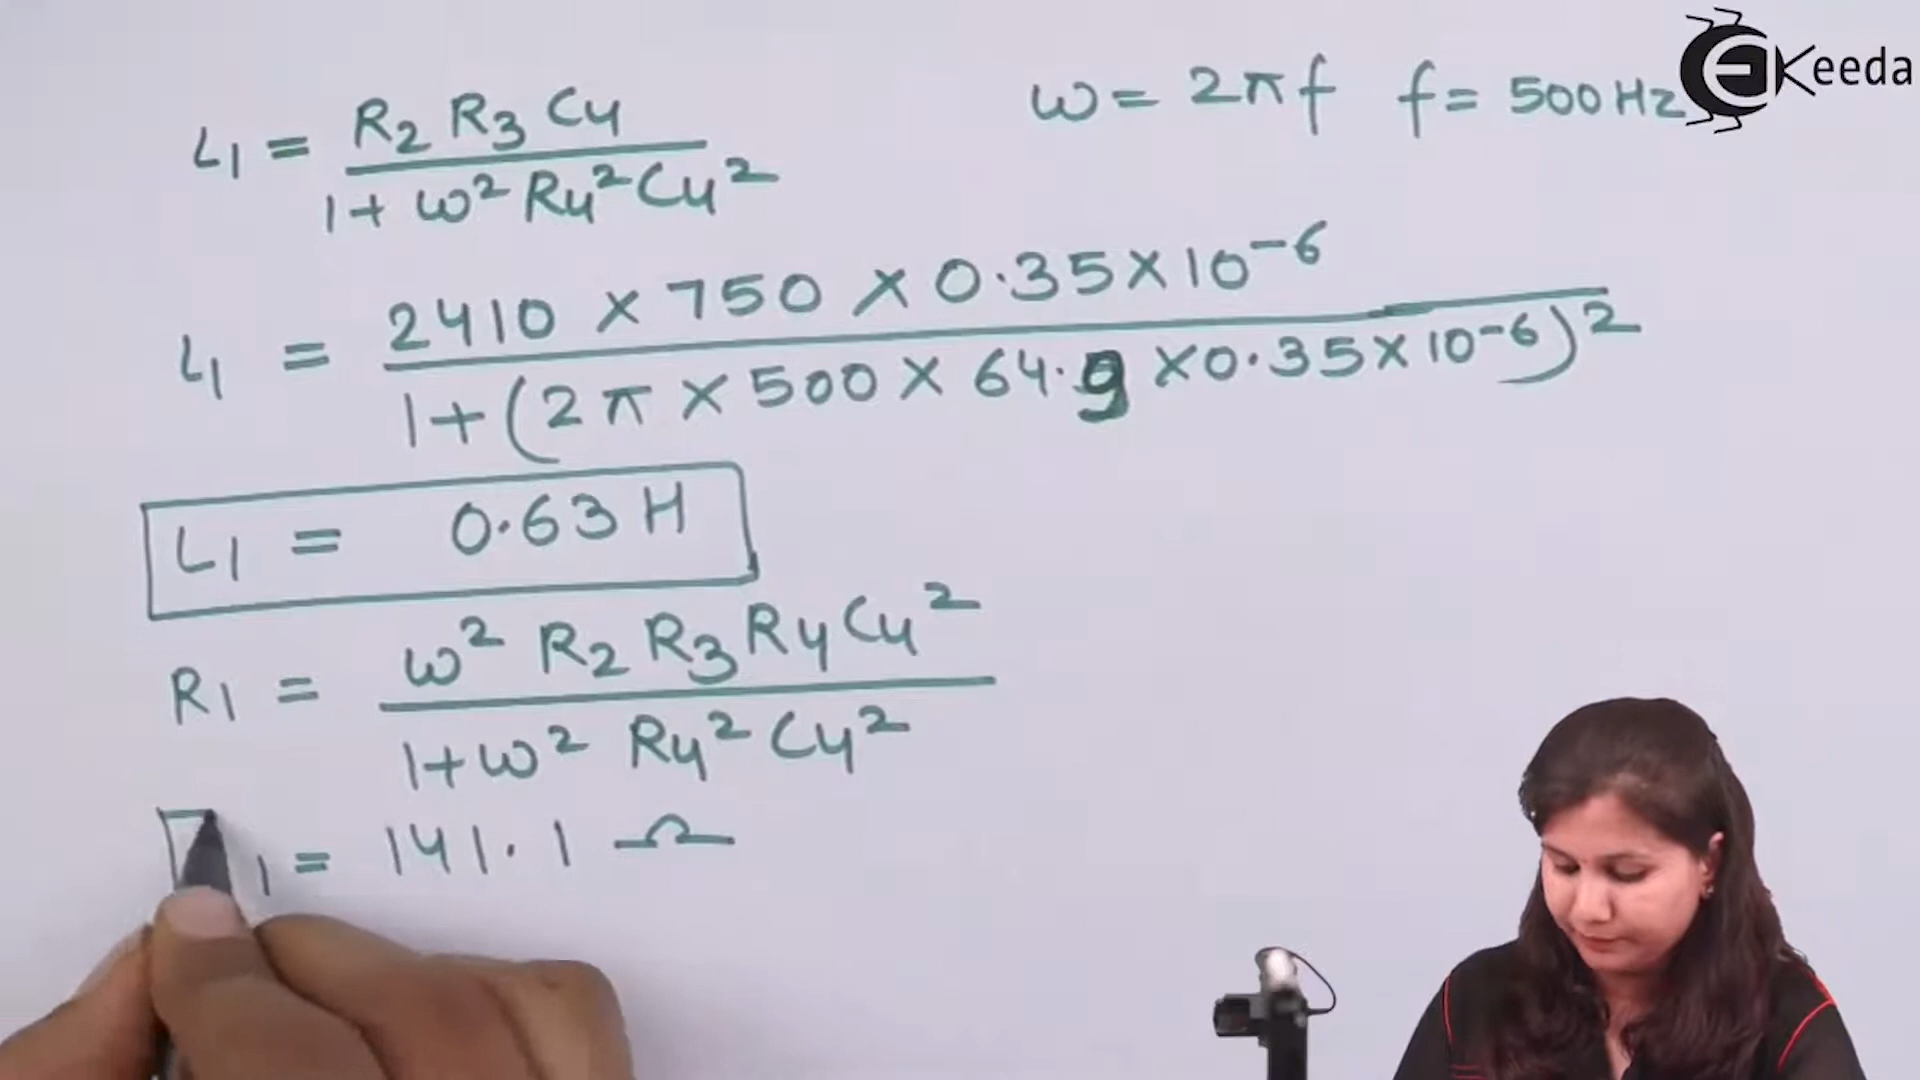 EKeeda
ω = 2πf f = 500 Hz
L1 = R2 R3 C4
1 + ω² R4² C4²
L1 = 2410 × 750 × 0.35 × 10⁻⁶
1 + (2π × 500 × 64.9 × 0.35 × 10⁻⁶)²
L1 = 0.63 H
R1 = ω² R2 R3 R4 C4²
1 + ω² R4² C4²
1 = 141.1 Ω